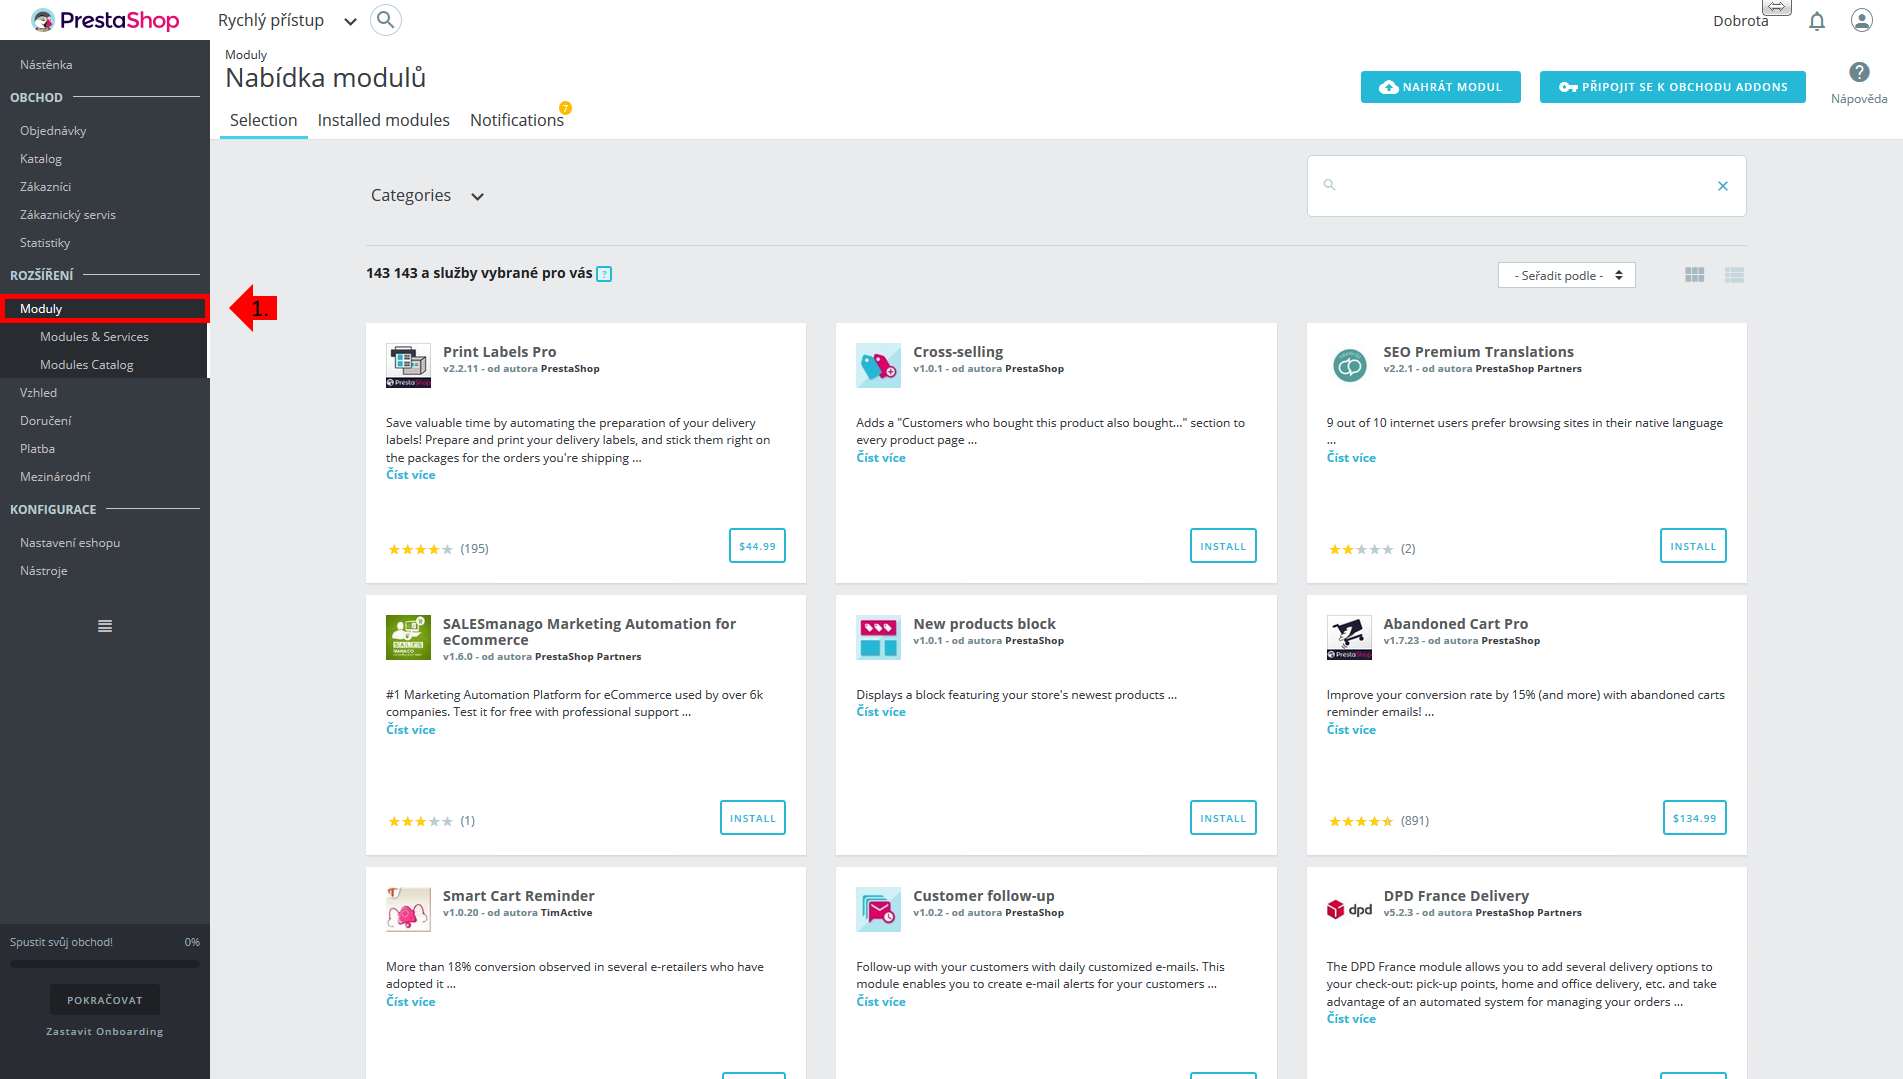 PrestaShop
Rychlý přístup
Dobrota
Nástěnka
OBCHOD
Objednávky
Katalog
Zákazníci
Zákaznický servis
Statistiky
ROZŠÍŘENÍ
Moduly
1.
Modules & Services
Modules Catalog
Vzhled
Doručení
Platba
Mezinárodní
KONFIGURACE
Nastavení eshopu
Nástroje
Spustit svůj obchod!
0%
POKRAČOVAT
Zastavit Onboarding
Moduly
Nabídka modulů
NAHRÁT MODUL
PŘIPOJIT SE K OBCHODU ADDONS
?
Nápověda
Selection
Installed modules
Notifications
7
Categories
143 143 a služby vybrané pro vás ?
- Seřadit podle -
Print Labels Pro
v2.2.11 - od autora PrestaShop
PrestaShop
Save valuable time by automating the preparation of your delivery
labels! Prepare and print your delivery labels, and stick them right on
the packages for the orders you're shipping ...
Číst více
(195)
$44.99
Cross-selling
v1.0.1 - od autora PrestaShop
Adds a "Customers who bought this product also bought..." section to
every product page ...
Číst více
INSTALL
SEO Premium Translations
v2.2.1 - od autora PrestaShop Partners
9 out of 10 internet users prefer browsing sites in their native language
...
Číst více
(2)
INSTALL
SALESmanago Marketing Automation for
eCommerce
v1.6.0 - od autora PrestaShop Partners
SALES
MANAGO
#1 Marketing Automation Platform for eCommerce used by over 6k
companies. Test it for free with professional support ...
Číst více
(1)
INSTALL
New products block
v1.0.1 - od autora PrestaShop
Displays a block featuring your store's newest products ...
Číst více
INSTALL
Abandoned Cart Pro
v1.7.23 - od autora PrestaShop
PrestaShop
Improve your conversion rate by 15% (and more) with abandoned carts
reminder emails! ...
Číst více
(891)
$134.99
Smart Cart Reminder
v1.0.20 - od autora TimActive
More than 18% conversion observed in several e-retailers who have
adopted it ...
Číst více
Customer follow-up
v1.0.2 - od autora PrestaShop
Follow-up with your customers with daily customized e-mails. This
module enables you to create e-mail alerts for your customers ...
Číst více
DPD France Delivery
v5.2.3 - od autora PrestaShop Partners
dpd
The DPD France module allows you to add several delivery options to
your check-out: pick-up points, home and office delivery, etc. and take
advantage of an automated system for managing your orders ...
Číst více